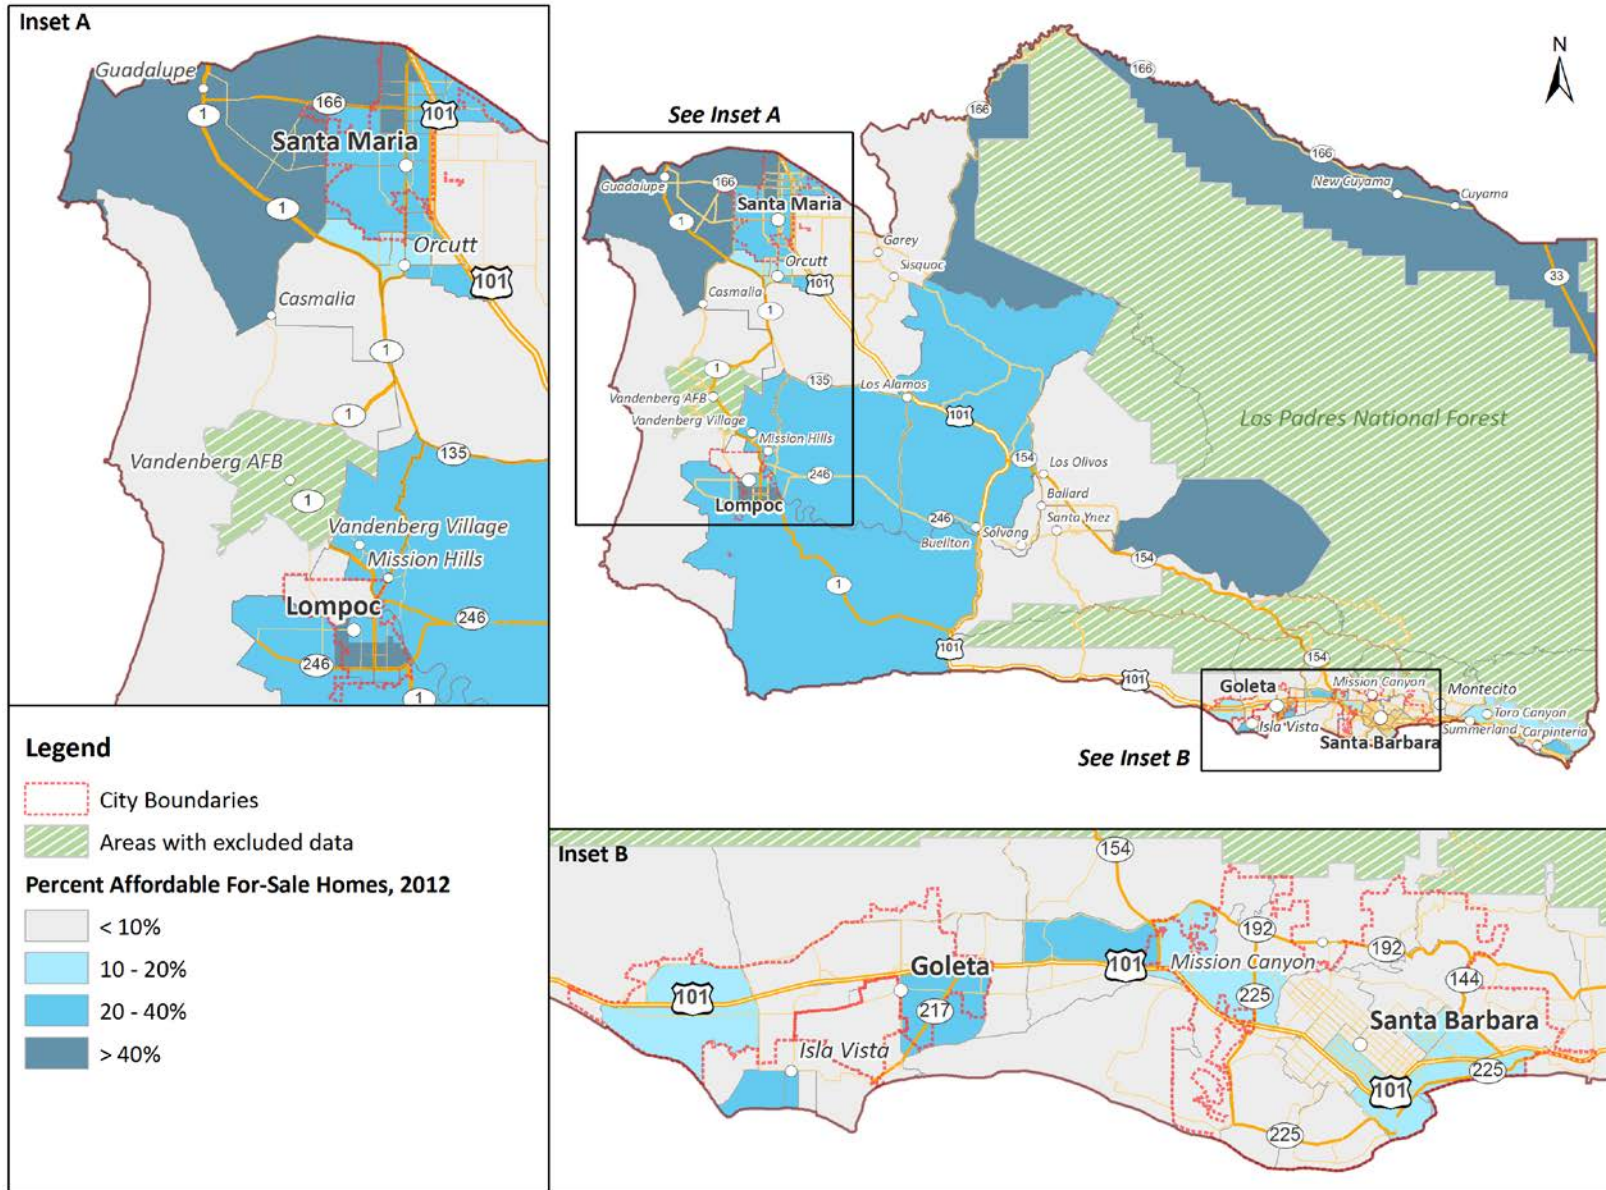 Inset A
Guadalupe
166
1
101
Santa Maria
1
Orcutt
101
Casmalia
1
1
Vandenberg AFB
135
1
Vandenberg Village
Mission Hills
Lompoc
246
246
1
See Inset A
N
166
166
166
New Cuyama
Cuyama
33
Guadalupe
166
Santa Maria
1
Garey
Orcutt
Sisquoc
101
Casmalia
1
1
135
Los Alamos
Vandenberg AFB
101
Vandenberg Village
Mission Hills
Los Padres National Forest
154
Los Olivos
246
Ballard
Lompoc
246
Santa Ynez
Solvang
Buellton
154
1
101
154
101
Mission Canyon
Goleta
Montecito
Toro Canyon
Isla Vista
Summerland
Carpinteria
Santa Barbara
See Inset B
Legend
City Boundaries
Areas with excluded data
Percent Affordable For-Sale Homes, 2012
< 10%
10 - 20%
20 - 40%
> 40%
Inset B
154
192
192
Mission Canyon
Goleta
101
144
101
225
217
Santa Barbara
Isla Vista
225
101
225